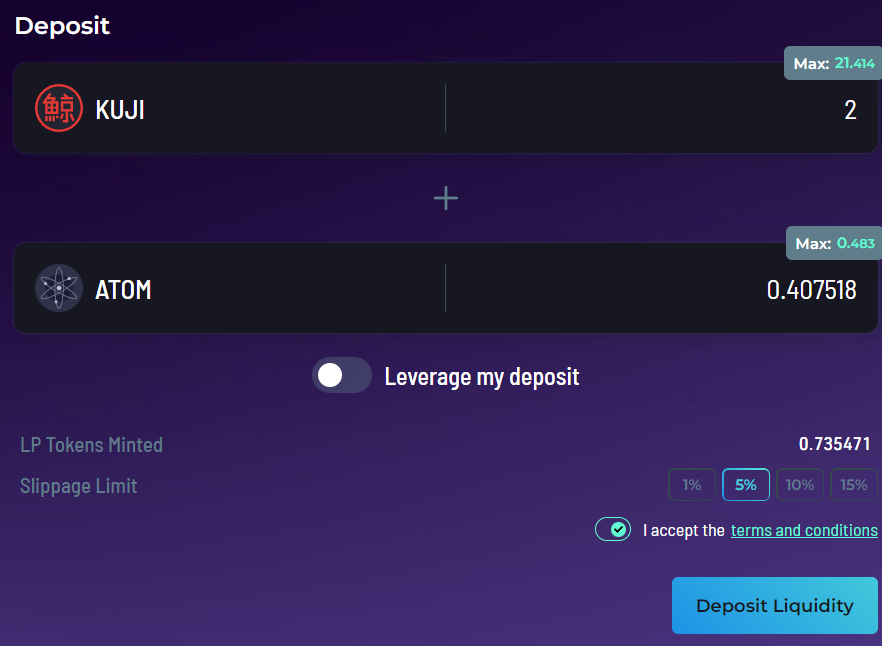 Deposit
Max: 21.414
鯨 KUJI 2
+
Max: 0.483
ATOM 0.407518
Leverage my deposit
LP Tokens Minted 0.735471
Slippage Limit 1% 5% 10% 15%
I accept the terms and conditions
Deposit Liquidity